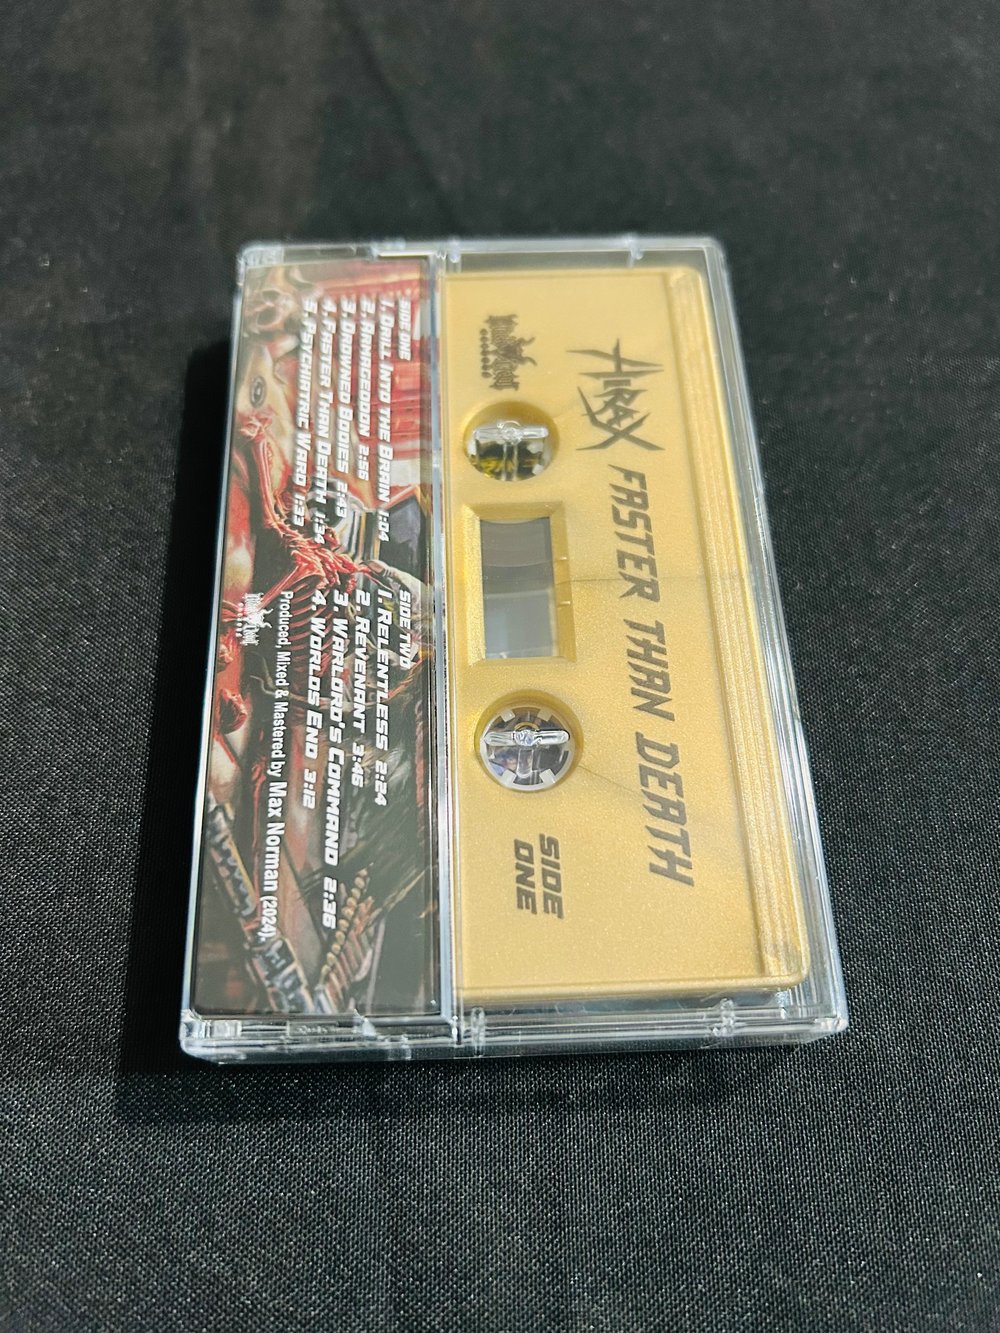 HIRAX
FASTER THAN DEATH
SIDE
ONE
SIDE ONE
1. DRILL INTO THE BRAIN 1:04
2. ARMAGEDDON 2:56
3. DROWNED BODIES 2:43
4. FASTER THAN DEATH 1:34
5. PSYCHIATRIC WARD 1:33
SIDE TWO
1. RELENTLESS 2:24
2. REVENANT 3:46
3. WARLORD'S COMMAND 2:36
4. WORLDS END 3:12
Produced, Mixed & Mastered by Max Norman (2024).